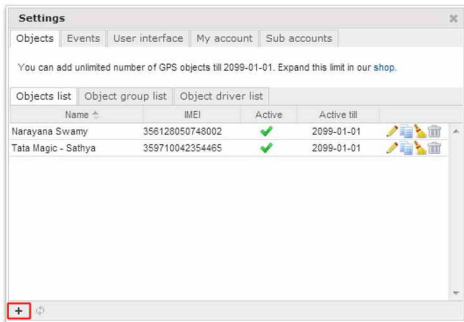 Settings
Objects Events User interface My account Sub accounts
You can add unlimited number of GPS objects till 2099-01-01. Expand this limit in our shop.
Objects list Object group list Object driver list
Name IMEI Active Active till
Narayana Swamy 356128050748002 2099-01-01
Tata Magic - Sathya 359710042354465 2099-01-01